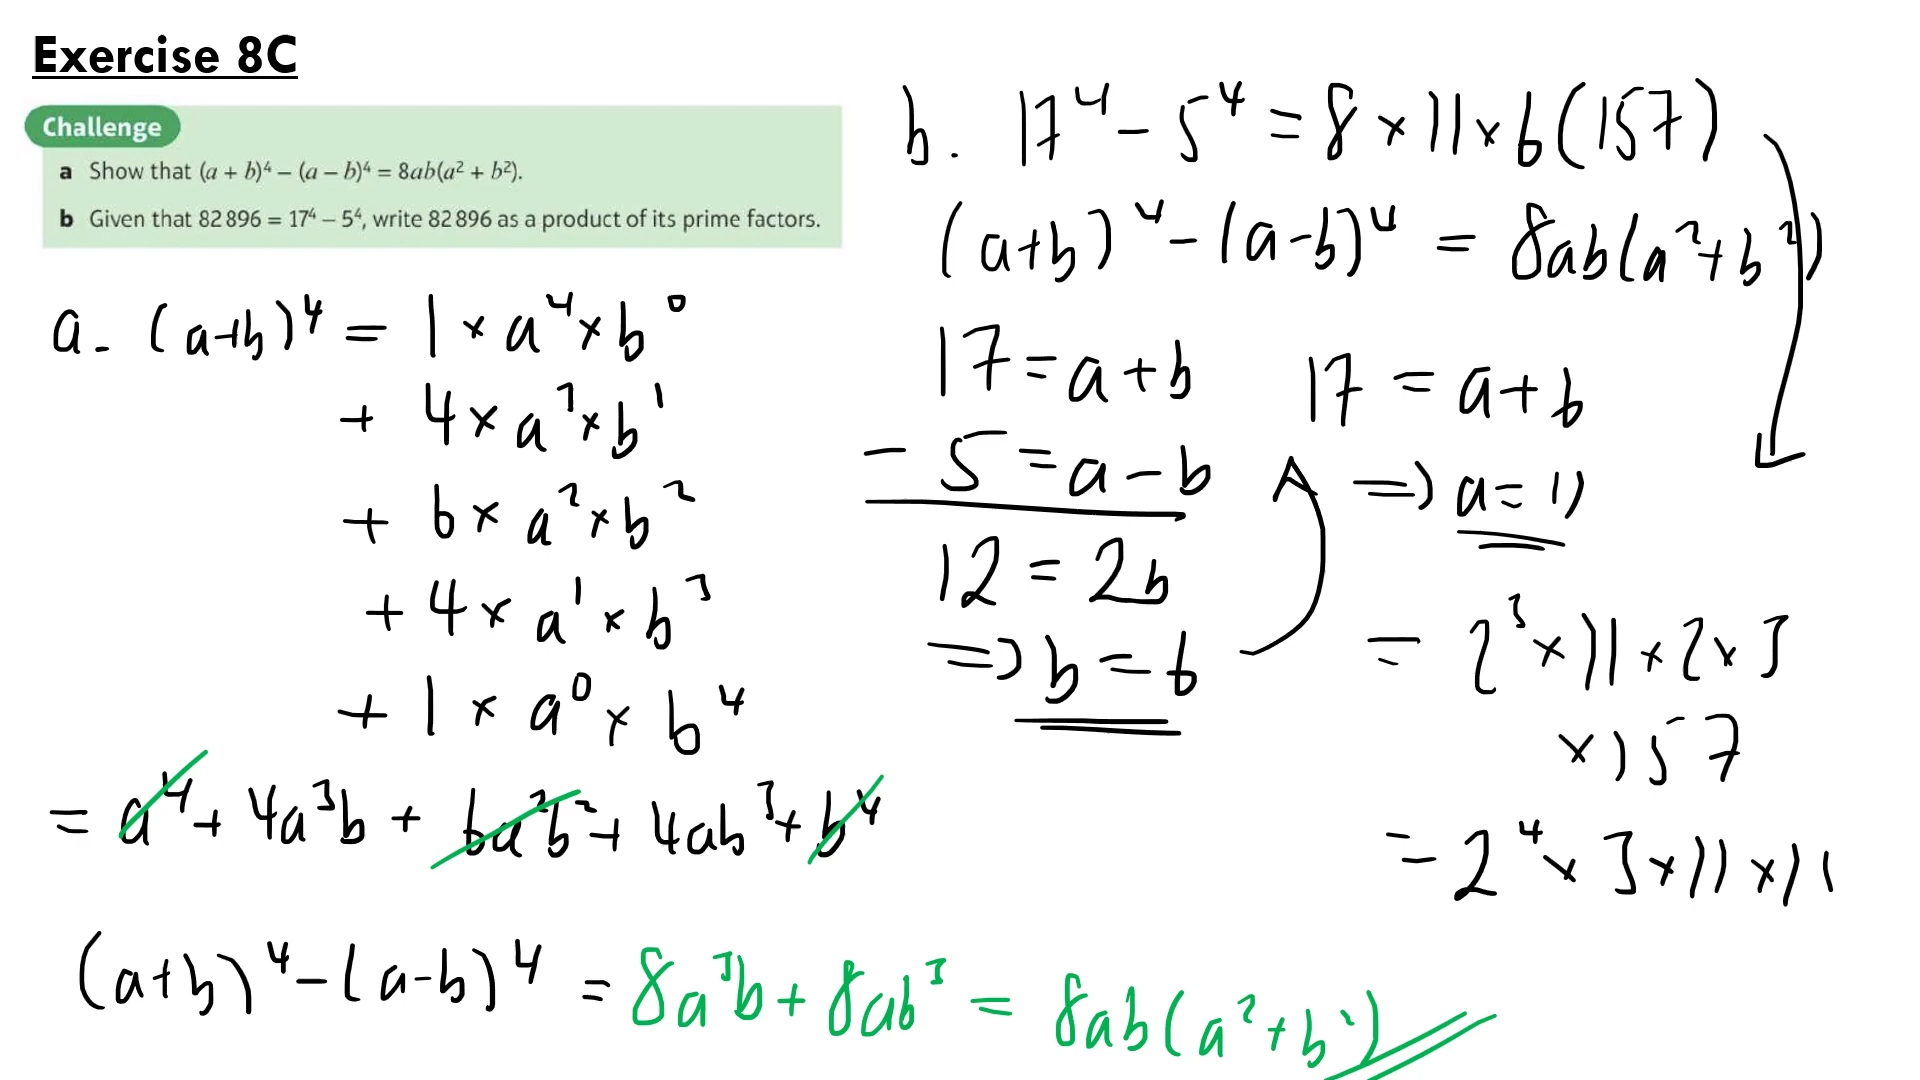 Exercise 8C
Challenge
a Show that (a + b)⁴ – (a – b)⁴ = 8ab(a² + b²).
b Given that 82 896 = 17⁴ – 5⁴, write 82 896 as a product of its prime factors.
a. (a+b)⁴ = 1 × a⁴ × b⁰
+ 4 × a³ × b¹
+ 6 × a² × b²
+ 4 × a¹ × b³
+ 1 × a⁰ × b⁴
= a⁴ + 4a³b + 6a²b² + 4ab³ + b⁴
(a+b)⁴ - (a-b)⁴ = 8a³b + 8ab³ = 8ab(a² + b²)
b. 17⁴ - 5⁴ = 8 × 11 × 6(157)
(a+b)⁴ - (a-b)⁴ = 8ab(a² + b²)
17 = a + b
- 5 = a - b
12 = 2b
⇒ b = 6
17 = a + b
⇒ a = 11
= 2³ × 11 × 2 × 3
× 157
= 2⁴ × 3 × 11 × 1